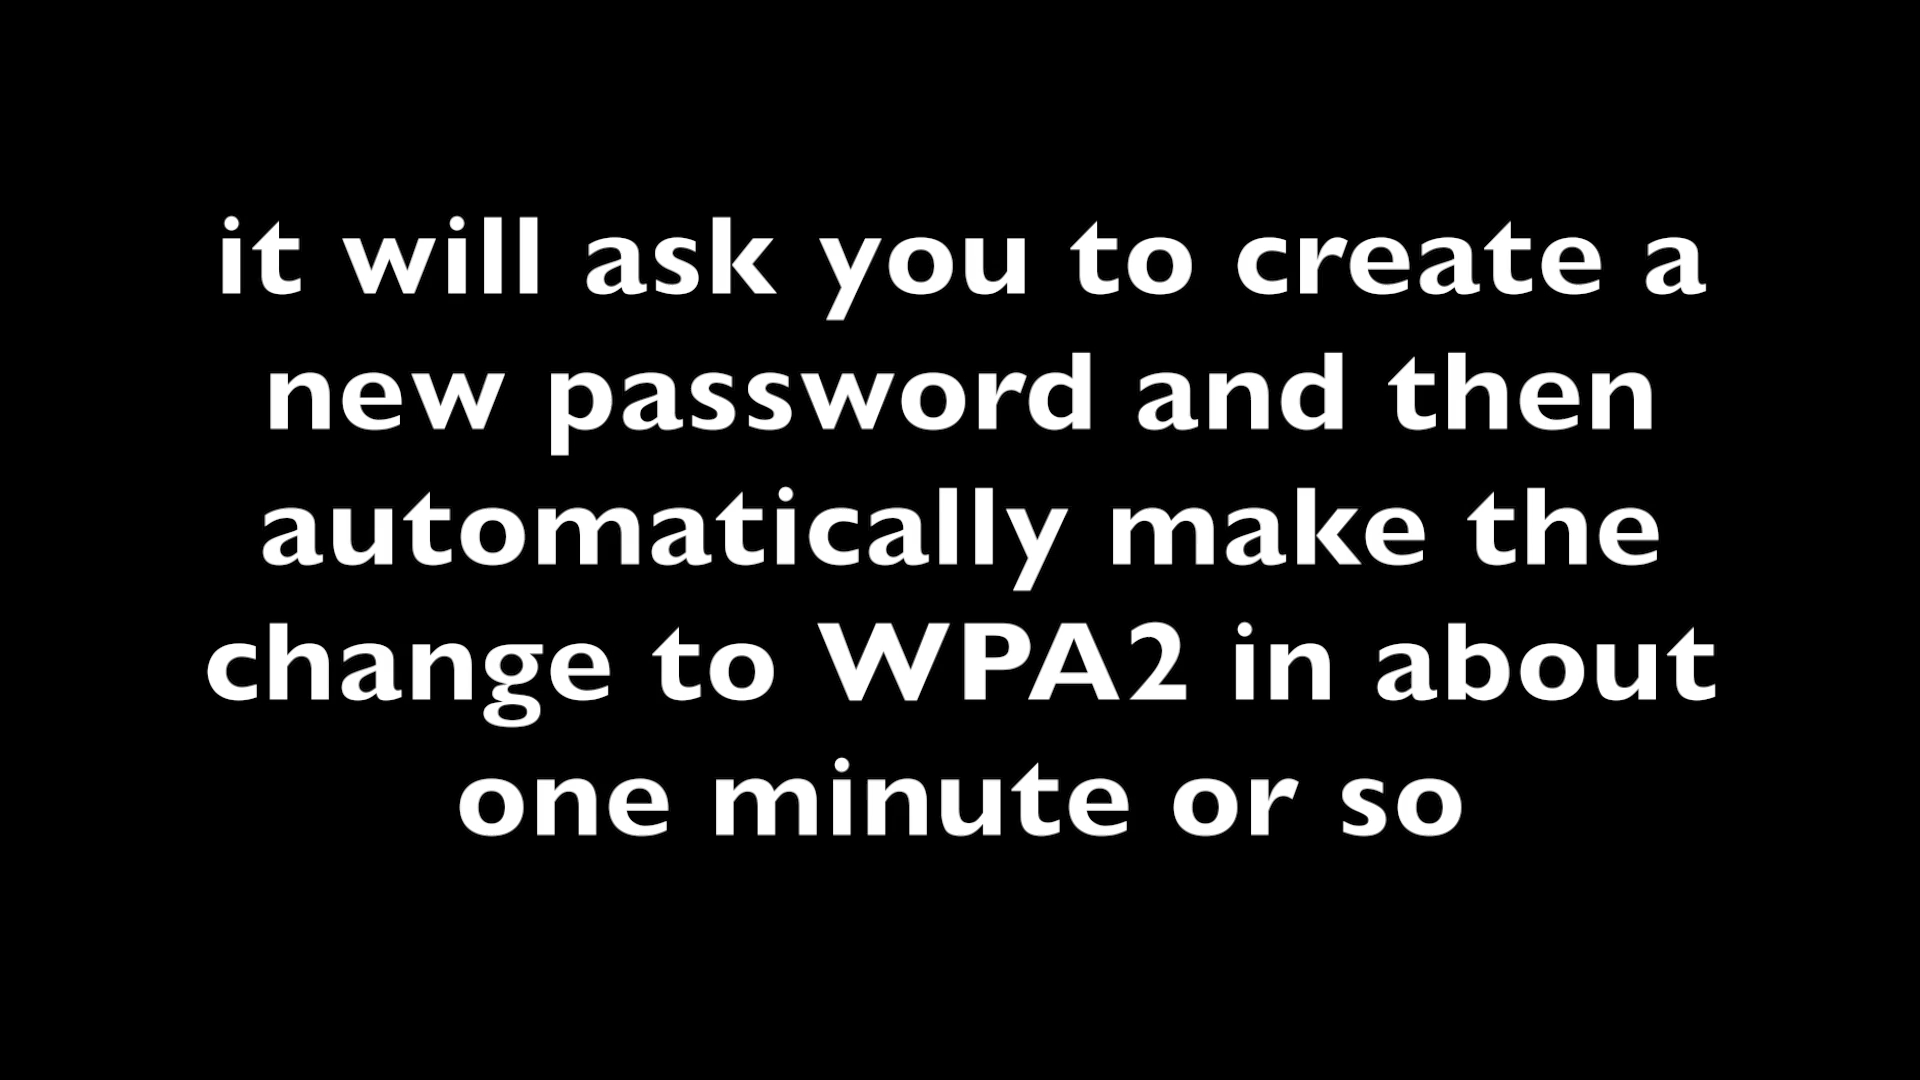 it will ask you to create a
new password and then
automatically make the
change to WPA2 in about
one minute or so